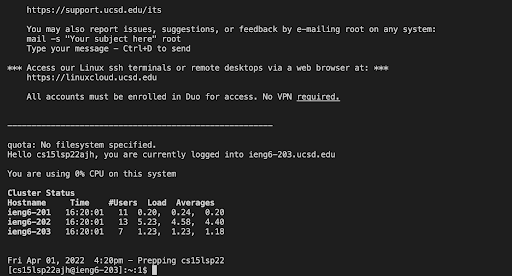 https://support.ucsd.edu/its
You may also report issues, suggestions, or feedback by e-mailing root on any system:
mail -s "Your subject here" root
Type your message - Ctrl+D to send
*** Access our Linux ssh terminals or remote desktops via a web browser at: ***
https://linuxcloud.ucsd.edu
All accounts must be enrolled in Duo for access. No VPN required.
quota: No filesystem specified.
Hello cs15lsp22ajh, you are currently logged into ieng6-203.ucsd.edu
You are using 0% CPU on this system
Cluster Status
Hostname Time #Users Load Averages
ieng6-201 16:20:01 11 0.20, 0.24, 0.20
ieng6-202 16:20:01 13 5.23, 4.58, 4.40
ieng6-203 16:20:01 7 1.23, 1.23, 1.18
Fri Apr 01, 2022 4:20pm - Prepping cs15lsp22
[cs15lsp22ajh@ieng6-203]:~:1$